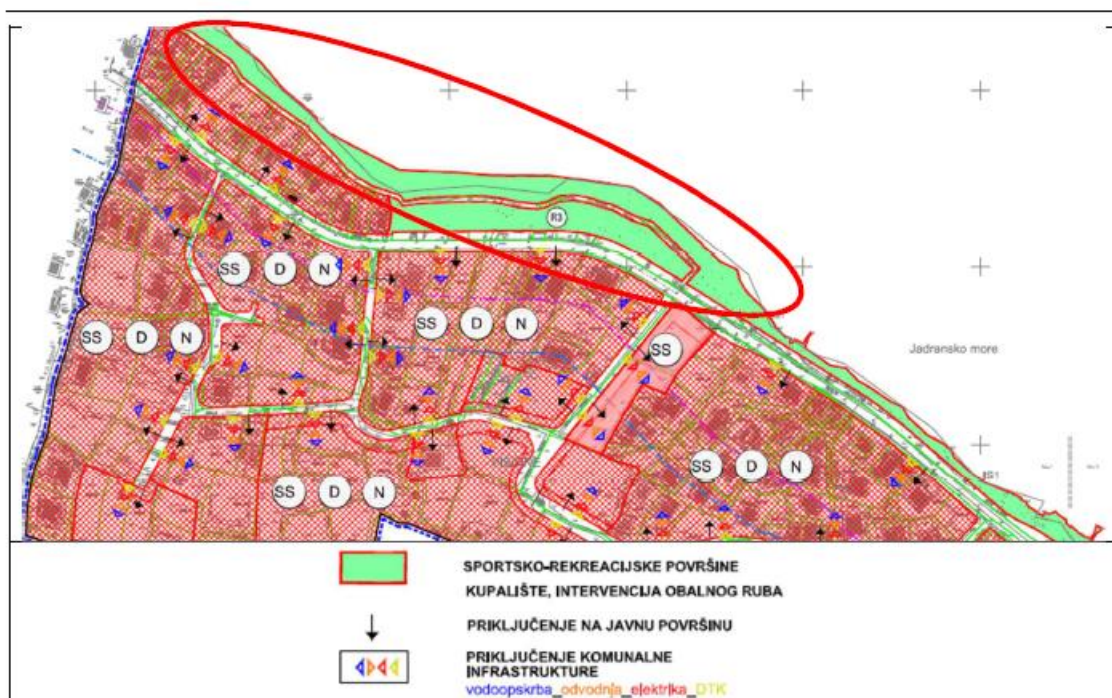 R3
SS D N
SS D N
SS D N
SS
Jadransko more
SS D N
SS D N
SPORTSKO-REKREACIJSKE POVRŠINE
KUPALIŠTE, INTERVENCIJA OBALNOG RUBA
PRIKLJUČENJE NA JAVNU POVRŠINU
PRIKLJUČENJE KOMUNALNE
INFRASTRUKTURE
vodoopskrba_odvodnja_elektrika_DTK